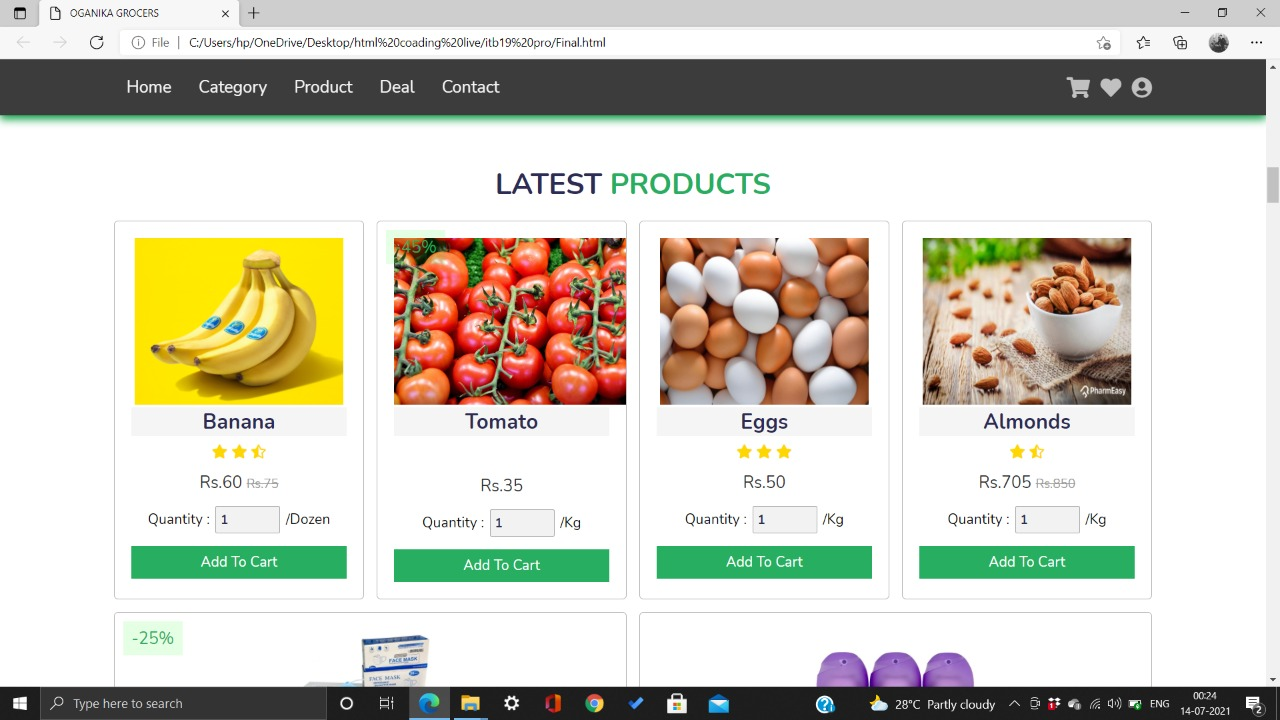 OGANIKA GROCERS
File | C:/Users/hp/OneDrive/Desktop/html%20coading%20live/itb19%20pro/Final.html
Home Category Product Deal Contact
LATEST PRODUCTS
-45%
PharmEasy
Banana Tomato Eggs Almonds
Rs.60 Rs.75 Rs.35 Rs.50 Rs.705 Rs.850
Quantity : 1 /Dozen Quantity : 1 /Kg Quantity : 1 /Kg Quantity : 1 /Kg
Add To Cart Add To Cart Add To Cart Add To Cart
-25%
FACE MASK
FACE MASK
Type here to search 28°C Partly cloudy ENG 00:24 14-07-2021 2